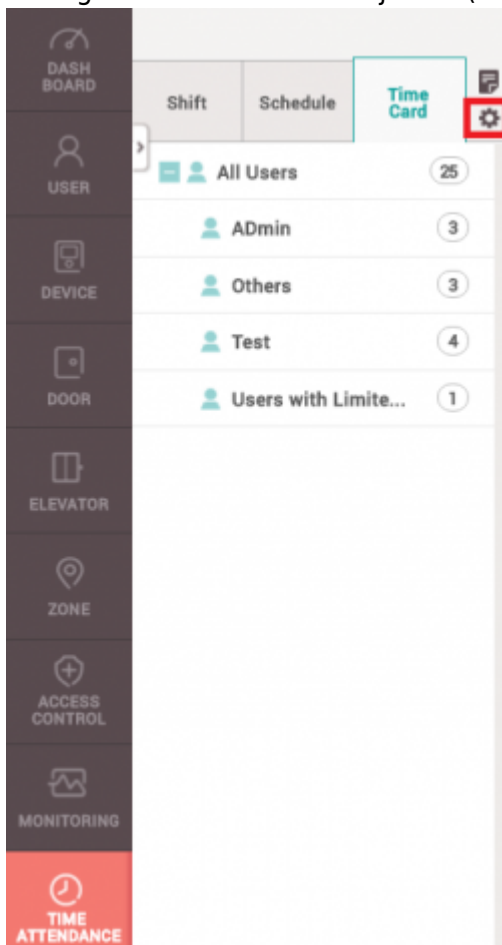 DASH
BOARD
USER
DEVICE
DOOR
ELEVATOR
ZONE
ACCESS
CONTROL
MONITORING
TIME
ATTENDANCE
Shift
Schedule
Time
Card
All Users
25
ADmin
3
Others
3
Test
4
Users with Limite...
1